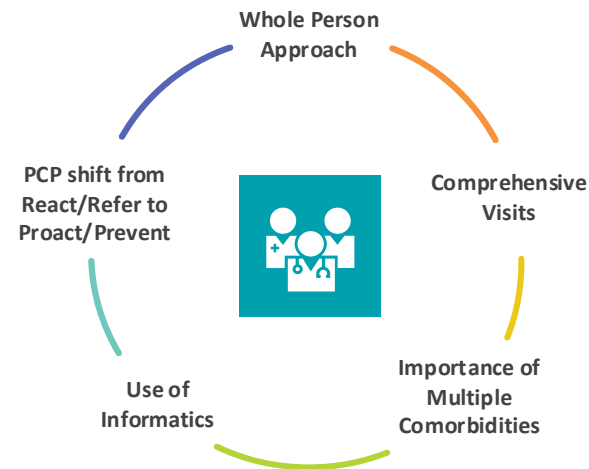 Whole Person
Approach
Comprehensive
Visits
Importance of
Multiple
Comorbidities
Use of
Informatics
PCP shift from
React/Refer to
Proact/Prevent